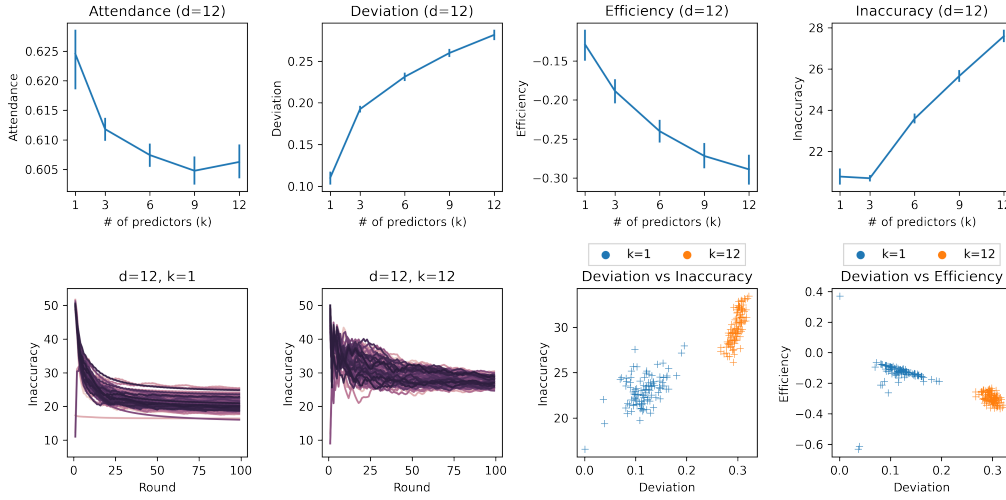 Attendance (d=12)
Attendance
0.625
0.620
0.615
0.610
0.605
1 3 6 9 12
# of predictors (k)
Deviation (d=12)
Deviation
0.25
0.20
0.15
0.10
1 3 6 9 12
# of predictors (k)
Efficiency (d=12)
Efficiency
−0.15
−0.20
−0.25
−0.30
1 3 6 9 12
# of predictors (k)
Inaccuracy (d=12)
Inaccuracy
28
26
24
22
1 3 6 9 12
# of predictors (k)
d=12, k=1
Inaccuracy
50
40
30
20
10
0 25 50 75 100
Round
d=12, k=12
Inaccuracy
50
40
30
20
10
0 25 50 75 100
Round
k=1 k=12
Deviation vs Inaccuracy
Inaccuracy
30
25
20
0.0 0.1 0.2 0.3
Deviation
k=1 k=12
Deviation vs Efficiency
Efficiency
0.4
0.2
0.0
−0.2
−0.4
−0.6
0.0 0.1 0.2 0.3
Deviation